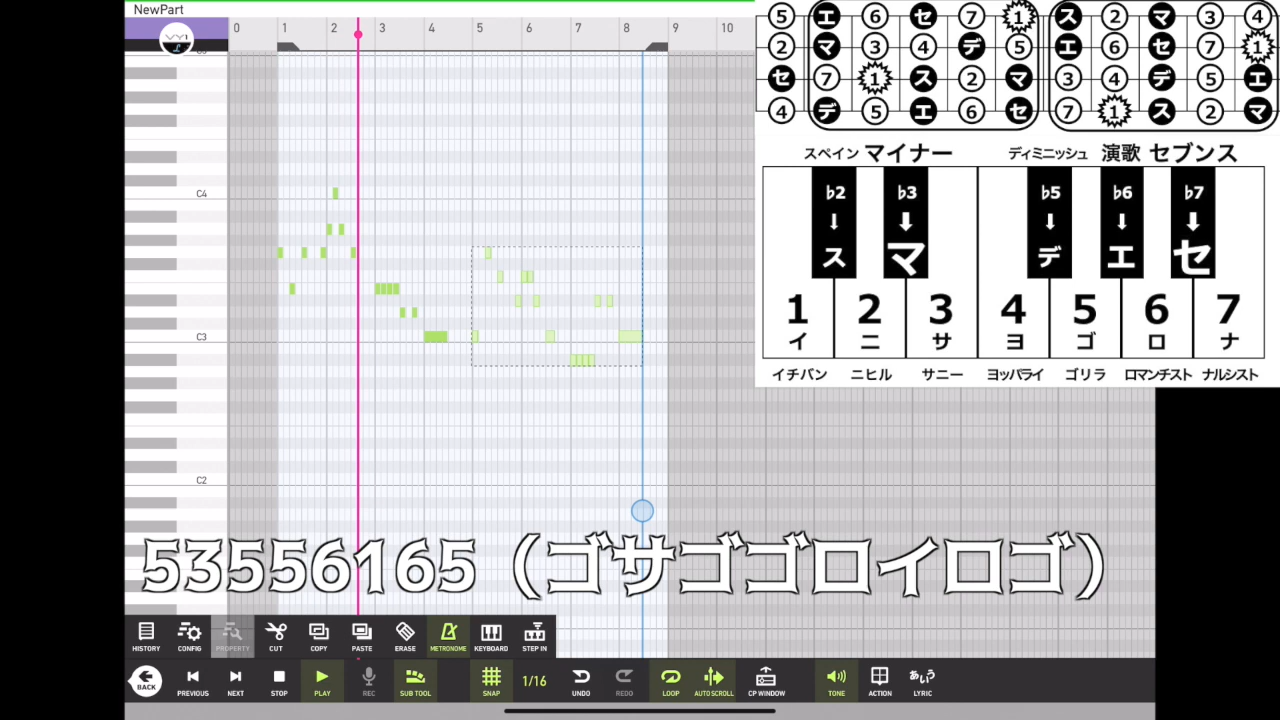 NewPart
VY1
0 1 2 3 4 5 6 7 8 9 10
C4
C3
C2
5 エ 6 セ 7 1 ス 2 マ 3 4
2 マ 3 4 デ 5 エ 6 セ 7 1
セ 7 1 ス 2 マ 3 4 デ 5 エ
4 デ 5 エ 6 セ 7 1 ス 2 マ
スペイン マイナー ディミニッシュ 演歌 セブンス
♭2 ♭3 ♭5 ♭6 ♭7
↓ ↓ ↓ ↓ ↓
ス マ デ エ セ
1 2 3 4 5 6 7
イ ニ サ ヨ ゴ ロ ナ
イチバン ニヒル サニー ヨッパライ ゴリラ ロマンチスト ナルシスト
53556165（ゴサゴゴロイロゴ）
HISTORY CONFIG PROPERTY CUT COPY PASTE ERASE METRONOME KEYBOARD STEP IN
BACK PREVIOUS NEXT STOP PLAY REC SUB TOOL SNAP 1/16 UNDO REDO LOOP AUTO SCROLL CP WINDOW TONE ACTION あぃう LYRIC